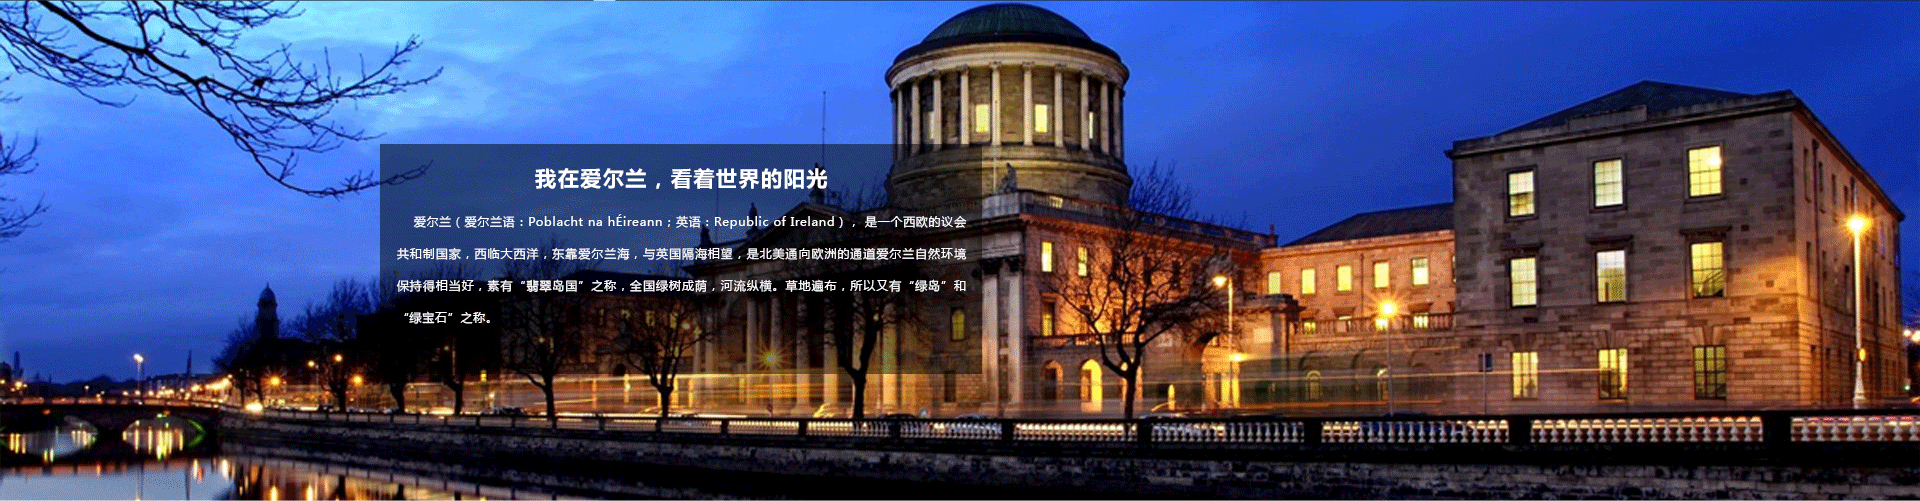 我在爱尔兰，看着世界的阳光
爱尔兰（爱尔兰语：Poblacht na hÉireann；英语：Republic of Ireland），是一个西欧的议会
共和制国家，西临大西洋，东靠爱尔兰海，与英国隔海相望，是北美通向欧洲的通道爱尔兰自然环境
保持得相当好，素有“翡翠岛国”之称，全国绿树成荫，河流纵横。草地遍布，所以又有“绿岛”和
“绿宝石”之称。